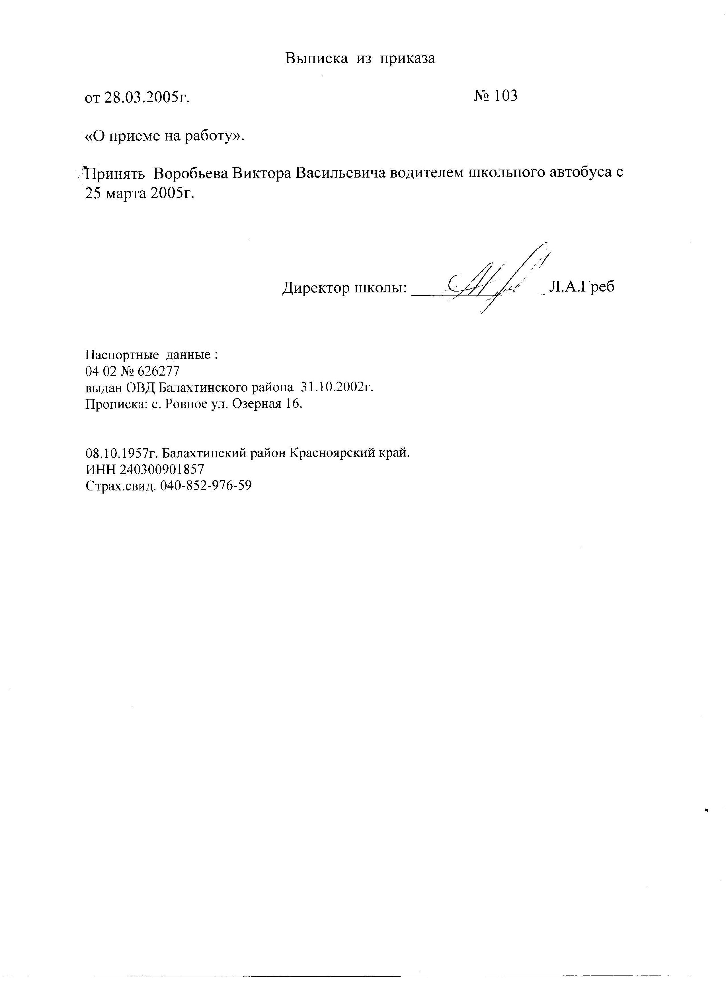 Выписка из приказа
от 28.03.2005г. № 103
«О приеме на работу».
Принять Воробьева Виктора Васильевича водителем школьного автобуса с
25 марта 2005г.
Директор школы: Л.А.Греб
Паспортные данные :
04 02 № 626277
выдан ОВД Балахтинского района 31.10.2002г.
Прописка: с. Ровное ул. Озерная 16.
08.10.1957г. Балахтинский район Красноярский край.
ИНН 240300901857
Страх.свид. 040-852-976-59